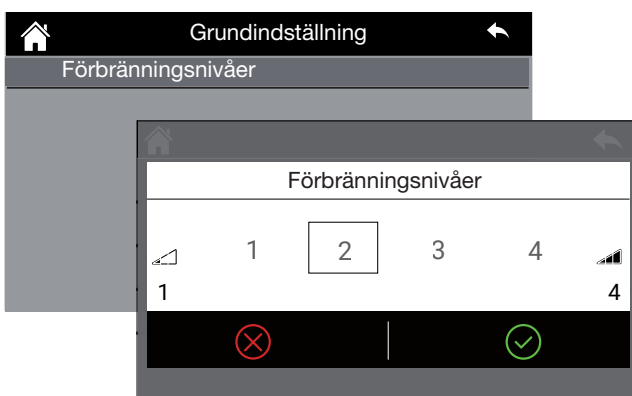 Grundindställning
Förbränningsnivåer
Förbränningsnivåer
1 2 3 4
1 4